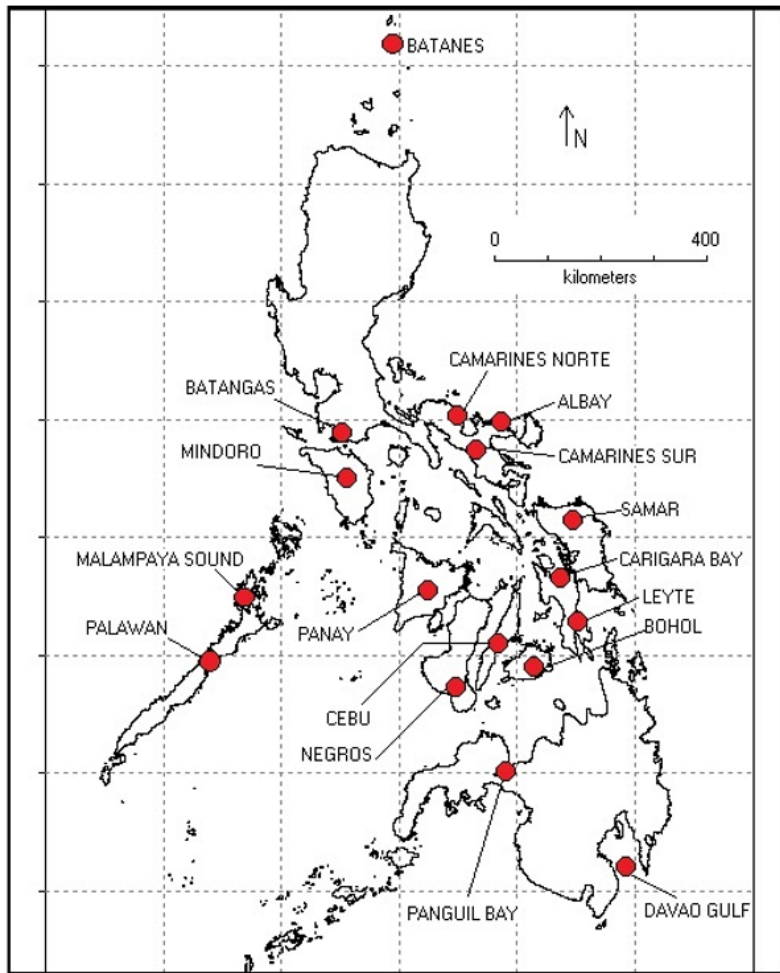 BATANES
N
0 400
kilometers
CAMARINES NORTE
BATANGAS
ALBAY
MINDORO
CAMARINES SUR
SAMAR
MALAMPAYA SOUND
CARIGARA BAY
LEYTE
PALAWAN
PANAY
BOHOL
CEBU
NEGROS
PANGUIL BAY
DAVAO GULF